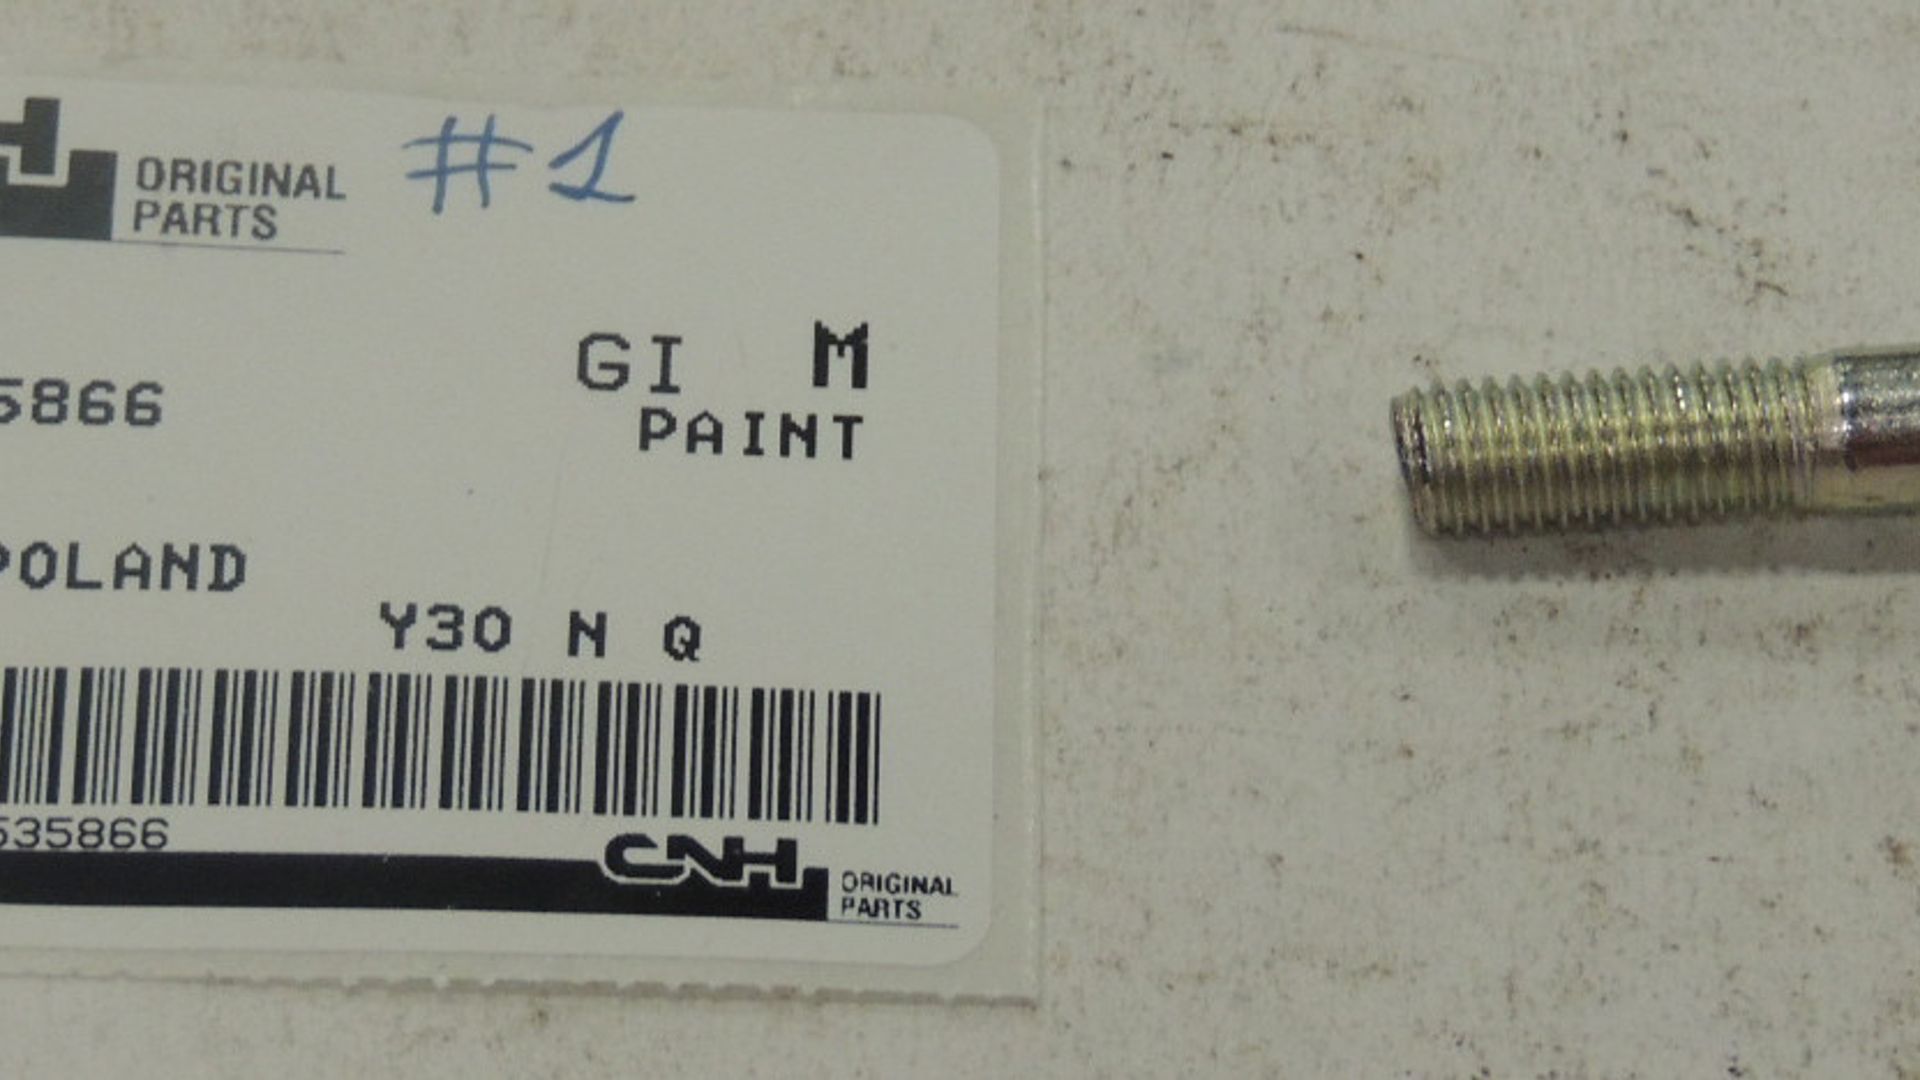 ORIGINAL
PARTS
#1
GI M
5866
PAINT
POLAND
Y30 N Q
535866
CNH
ORIGINAL
PARTS